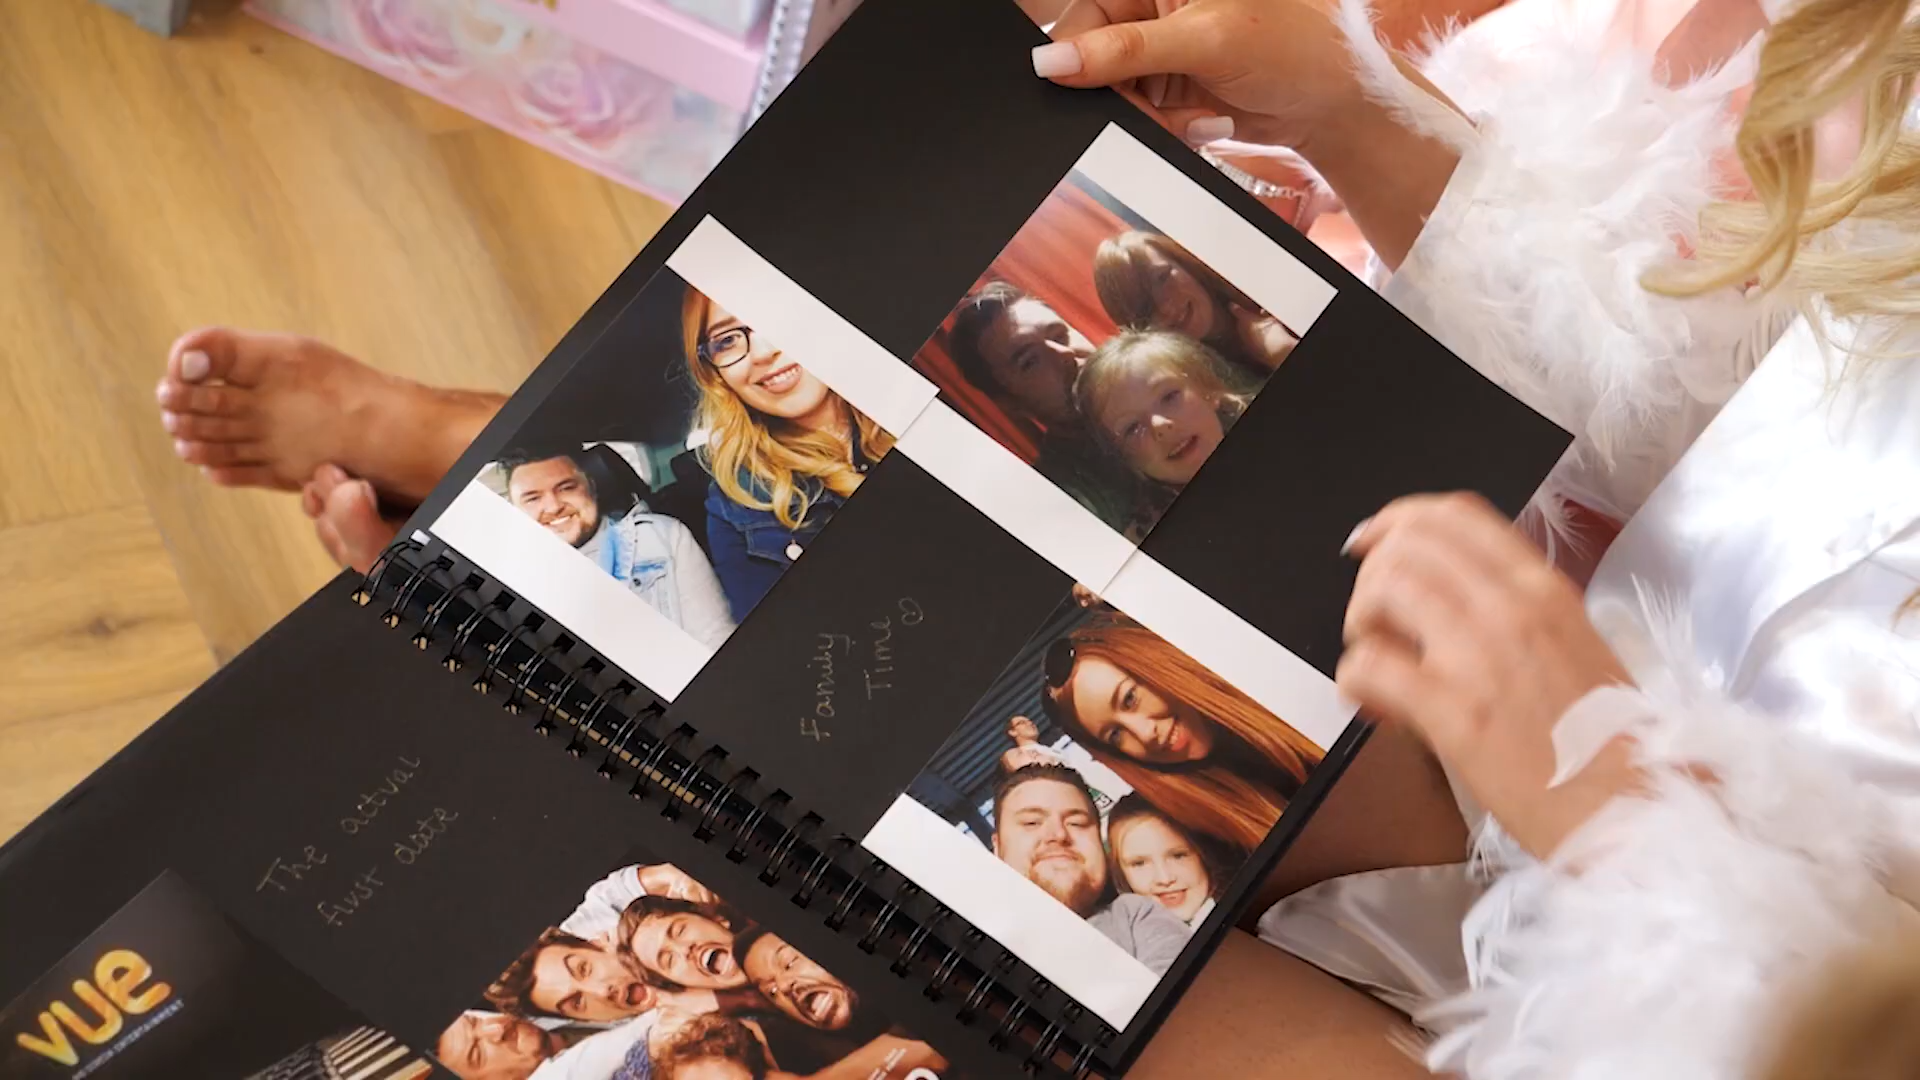 Family
Time
The actual
first date
vue